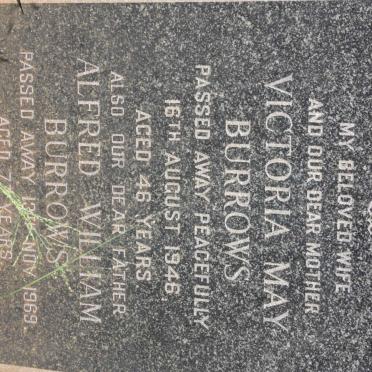 MY BELOVED WIFE
AND OUR DEAR MOTHER
VICTORIA MAY
BURROWS
PASSED AWAY PEACEFULLY
16TH AUGUST 1946
AGED 46 YEARS
ALSO OUR DEAR FATHER
ALFRED WILLIAM
BURROWS
PASSED AWAY NOV 1969
AGED YEARS